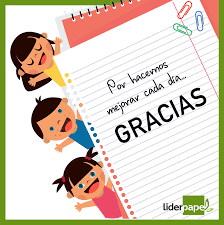 Por hacernos
mejorar cada día...
GRACIAS
liderpapel